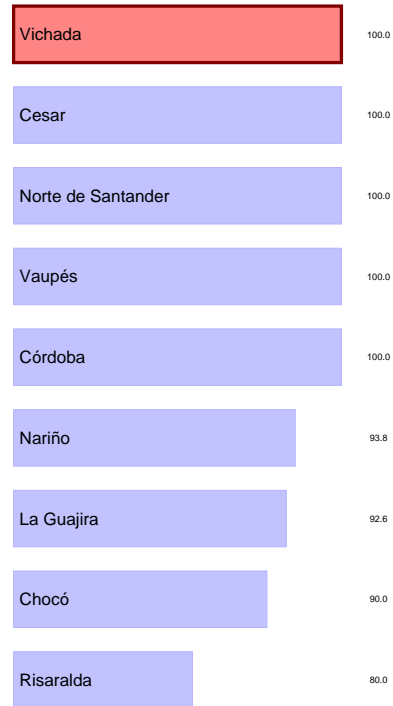 Vichada 100.0
Cesar 100.0
Norte de Santander 100.0
Vaupés 100.0
Córdoba 100.0
Nariño 93.8
La Guajira 92.6
Chocó 90.0
Risaralda 80.0